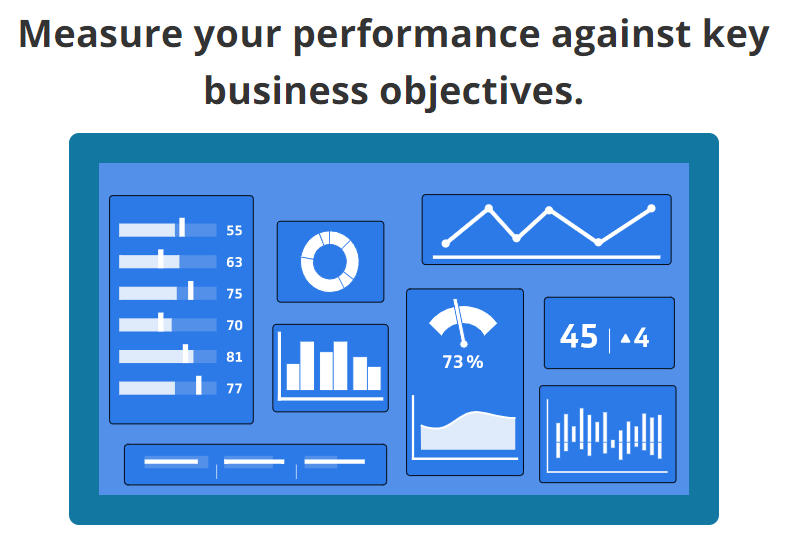 Measure your performance against key
business objectives.
55
63
75
70
81
77
73%
45 | ▲4